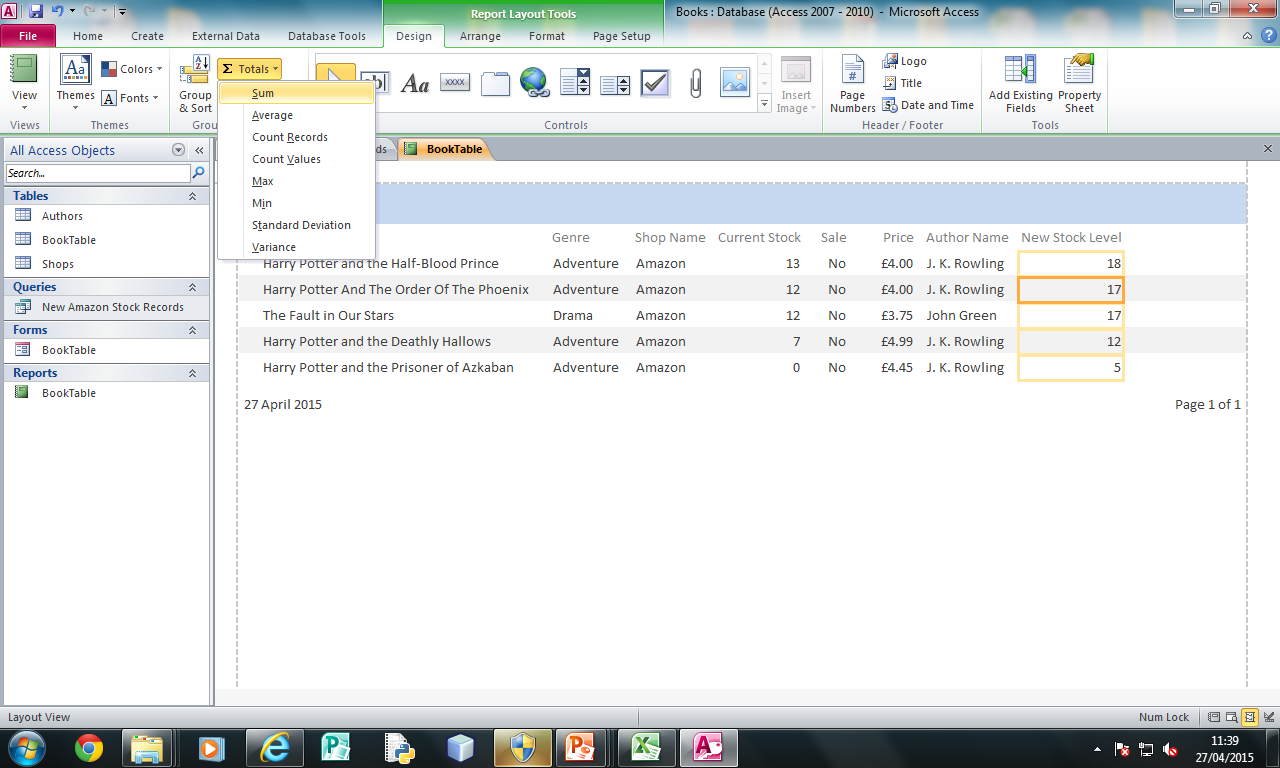 Report Layout Tools
Books : Database (Access 2007 - 2010) - Microsoft Access
File Home Create External Data Database Tools Design Arrange Format Page Setup
View
Views
Aa
Themes
Colors
Fonts
Themes
Group & Sort
Σ Totals
Sum
Average
Count Records
Count Values
Max
Min
Standard Deviation
Variance
Aa
xxxx
Insert Image
Controls
Page Numbers
Logo
Title
Date and Time
Header / Footer
Add Existing Fields
Property Sheet
Tools
All Access Objects
Search...
Tables
Authors
BookTable
Shops
Queries
New Amazon Stock Records
Forms
BookTable
Reports
BookTable
BookTable
Genre Shop Name Current Stock Sale Price Author Name New Stock Level
Harry Potter and the Half-Blood Prince Adventure Amazon 13 No £4.00 J. K. Rowling 18
Harry Potter And The Order Of The Phoenix Adventure Amazon 12 No £4.00 J. K. Rowling 17
The Fault in Our Stars Drama Amazon 12 No £3.75 John Green 17
Harry Potter and the Deathly Hallows Adventure Amazon 7 No £4.99 J. K. Rowling 12
Harry Potter and the Prisoner of Azkaban Adventure Amazon 0 No £4.45 J. K. Rowling 5
27 April 2015 Page 1 of 1
Layout View
Num Lock
11:39
27/04/2015